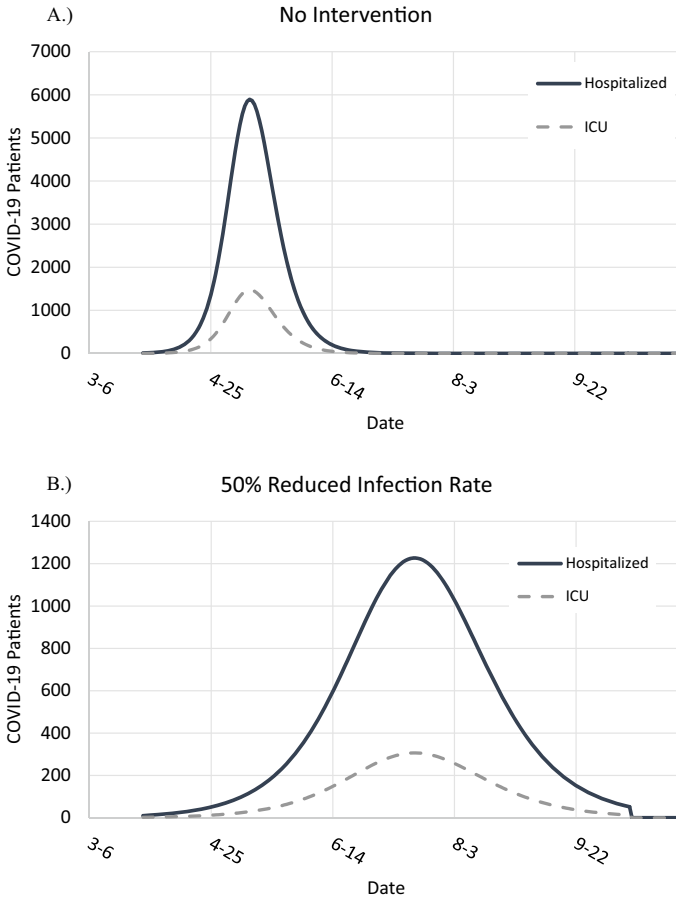 A.)
No Intervention
7000
6000
5000
4000
3000
2000
1000
0
COVID-19 Patients
Hospitalized
ICU
3-6
4-25
6-14
8-3
9-22
Date
B.)
50% Reduced Infection Rate
1400
1200
1000
800
600
400
200
0
COVID-19 Patients
Hospitalized
ICU
3-6
4-25
6-14
8-3
9-22
Date